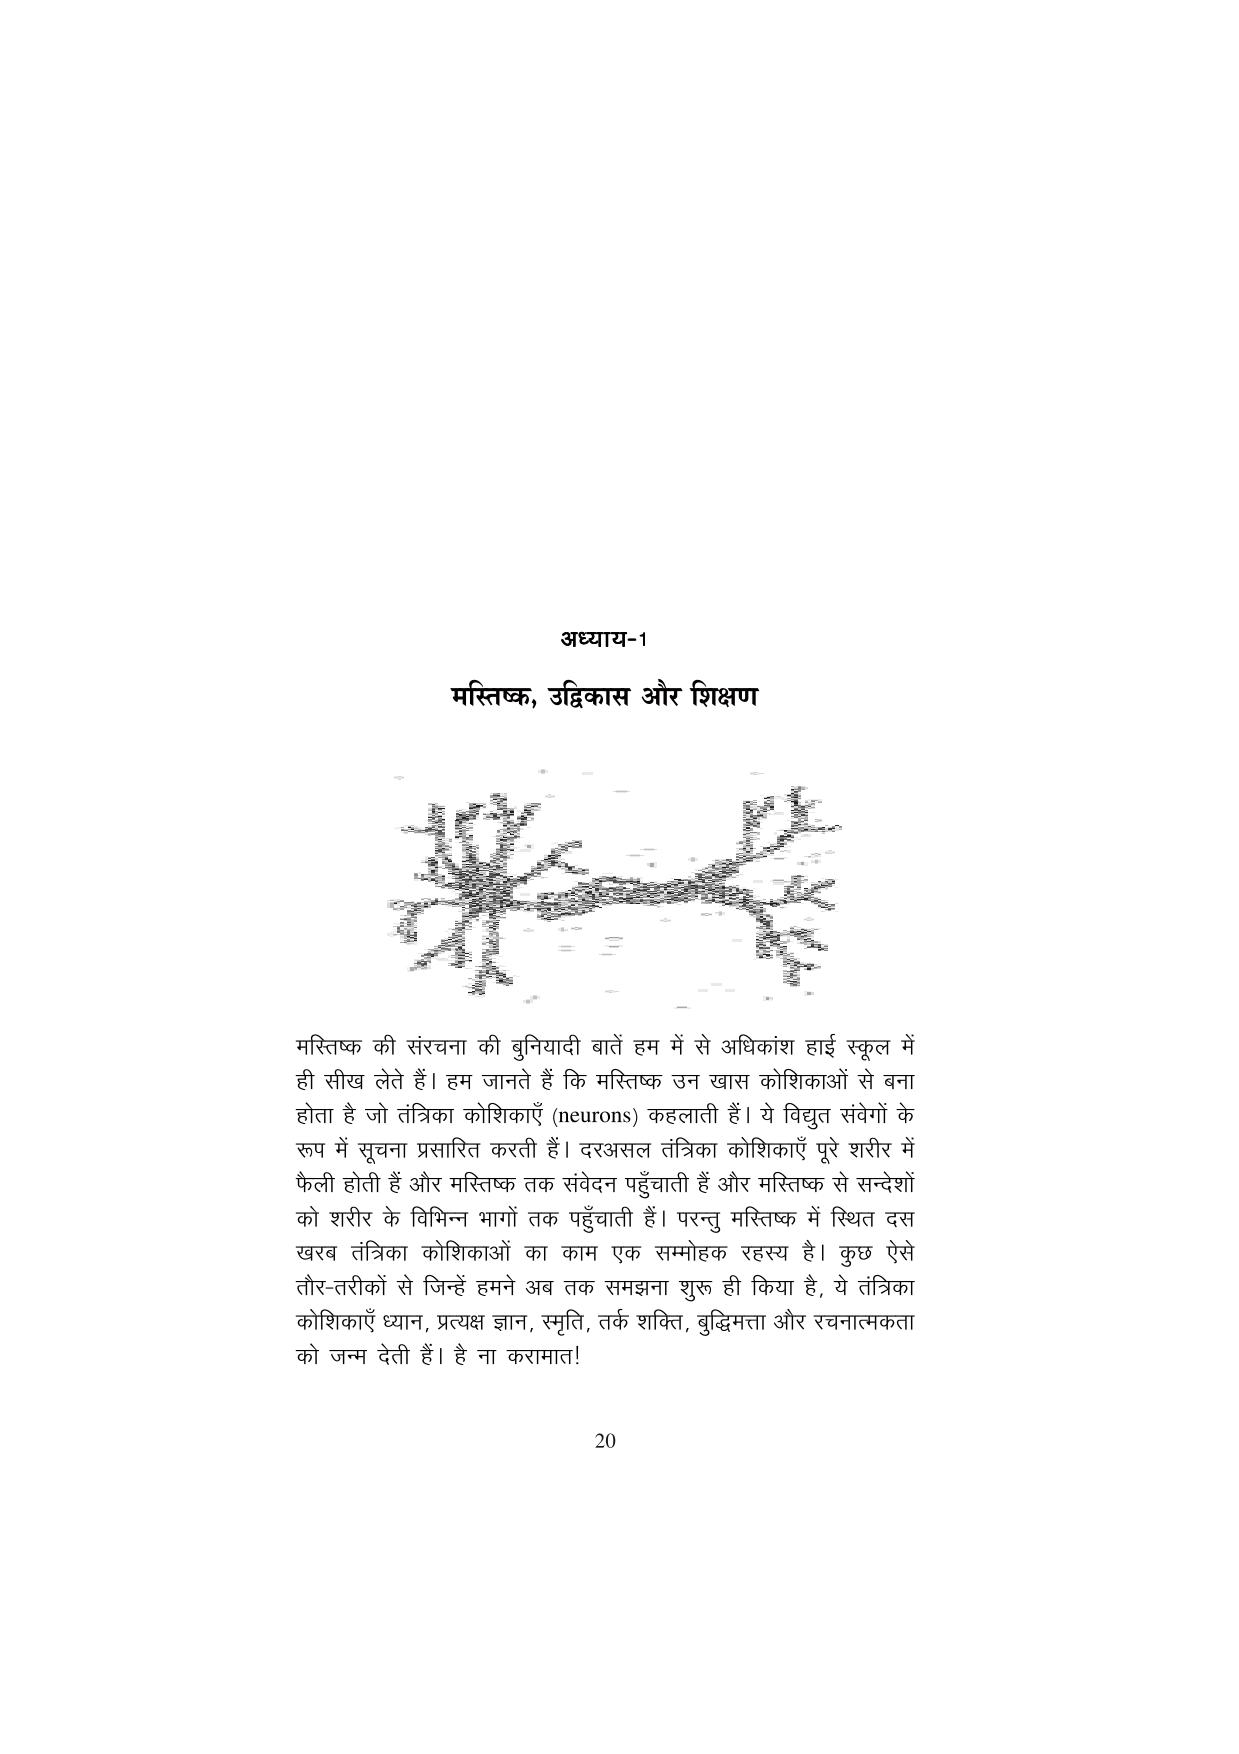 अध्याय-1
मस्तिष्क, उद्विकास और शिक्षण
मस्तिष्क की संरचना की बुनियादी बातें हम में से अधिकांश हाई स्कूल में
ही सीख लेते हैं। हम जानते हैं कि मस्तिष्क उन खास कोशिकाओं से बना
होता है जो तंत्रिका कोशिकाएँ (neurons) कहलाती हैं। ये विद्युत संवेगों के
रूप में सूचना प्रसारित करती हैं। दरअसल तंत्रिका कोशिकाएँ पूरे शरीर में
फैली होती हैं और मस्तिष्क तक संवेदन पहुँचाती हैं और मस्तिष्क से सन्देशों
को शरीर के विभिन्न भागों तक पहुँचाती हैं। परन्तु मस्तिष्क में स्थित दस
खरब तंत्रिका कोशिकाओं का काम एक सम्मोहक रहस्य है। कुछ ऐसे
तौर-तरीकों से जिन्हें हमने अब तक समझना शुरू ही किया है, ये तंत्रिका
कोशिकाएँ ध्यान, प्रत्यक्ष ज्ञान, स्मृति, तर्क शक्ति, बुद्धिमत्ता और रचनात्मकता
को जन्म देती हैं। है ना करामात!
20